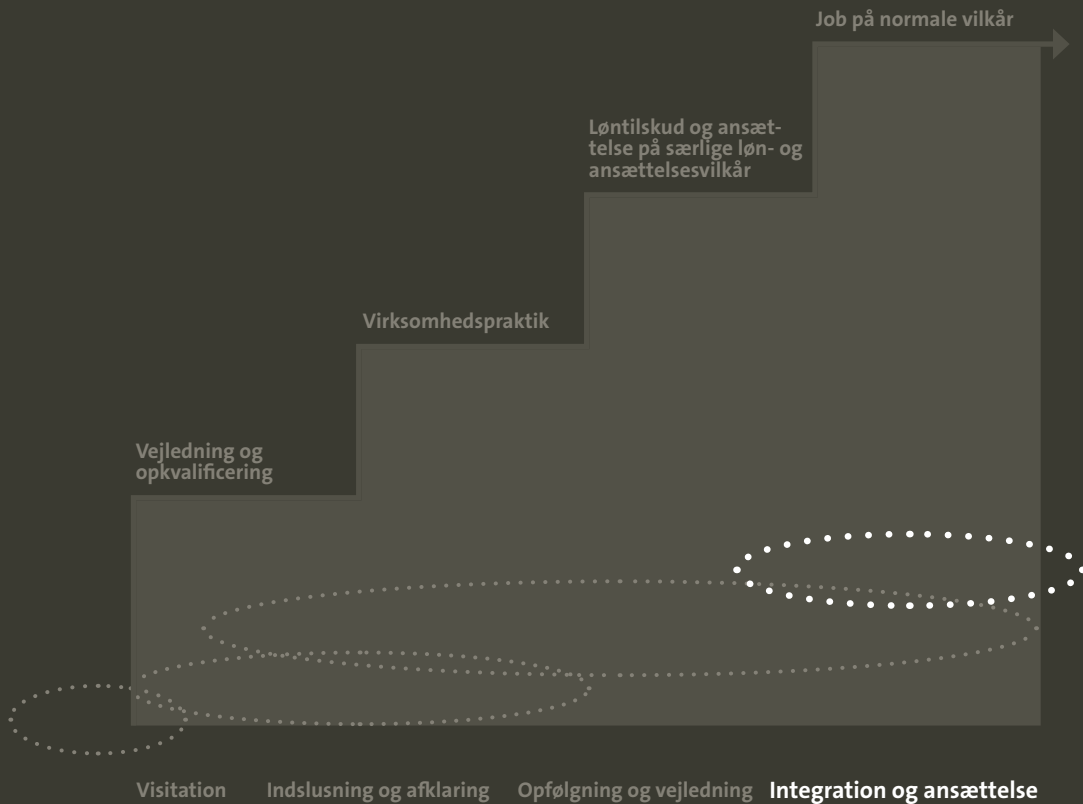 Job på normale vilkår
Løntilskud og ansæt-
telse på særlige løn- og
ansættelsesvilkår
Virksomhedspraktik
Vejledning og
opkvalificering
Visitation
Indslusning og afklaring
Opfølgning og vejledning
Integration og ansættelse